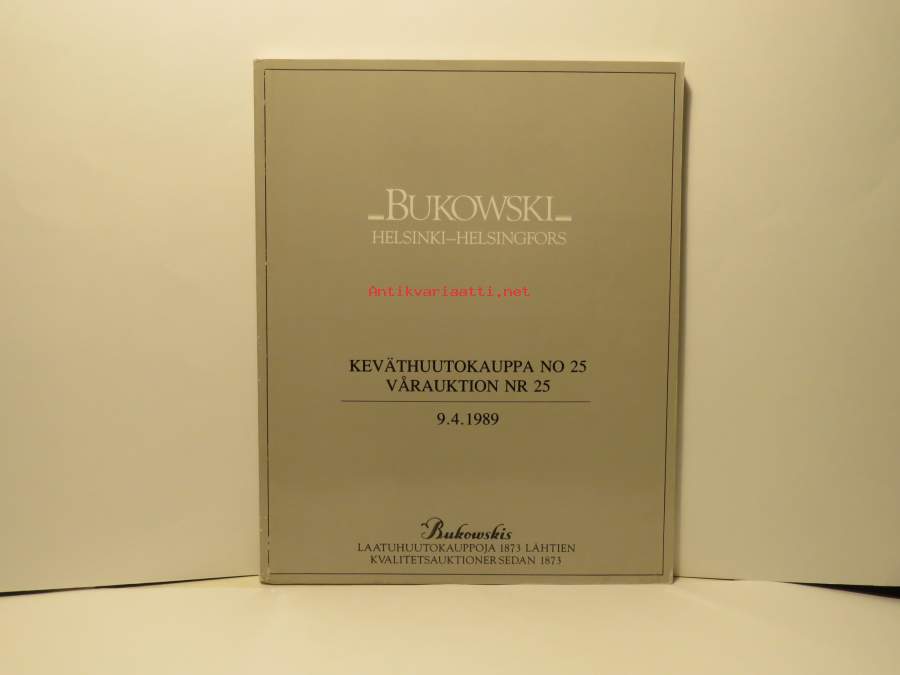 BUKOWSKI
HELSINKI–HELSINGFORS
Antikvariaatti.net
KEVÄTHUUTOKAUPPA NO 25
VÅRAUKTION NR 25
9.4.1989
Bukowskis
LAATUHUUTOKAUPPOJA 1873 LÄHTIEN
KVALITETSAUKTIONER SEDAN 1873